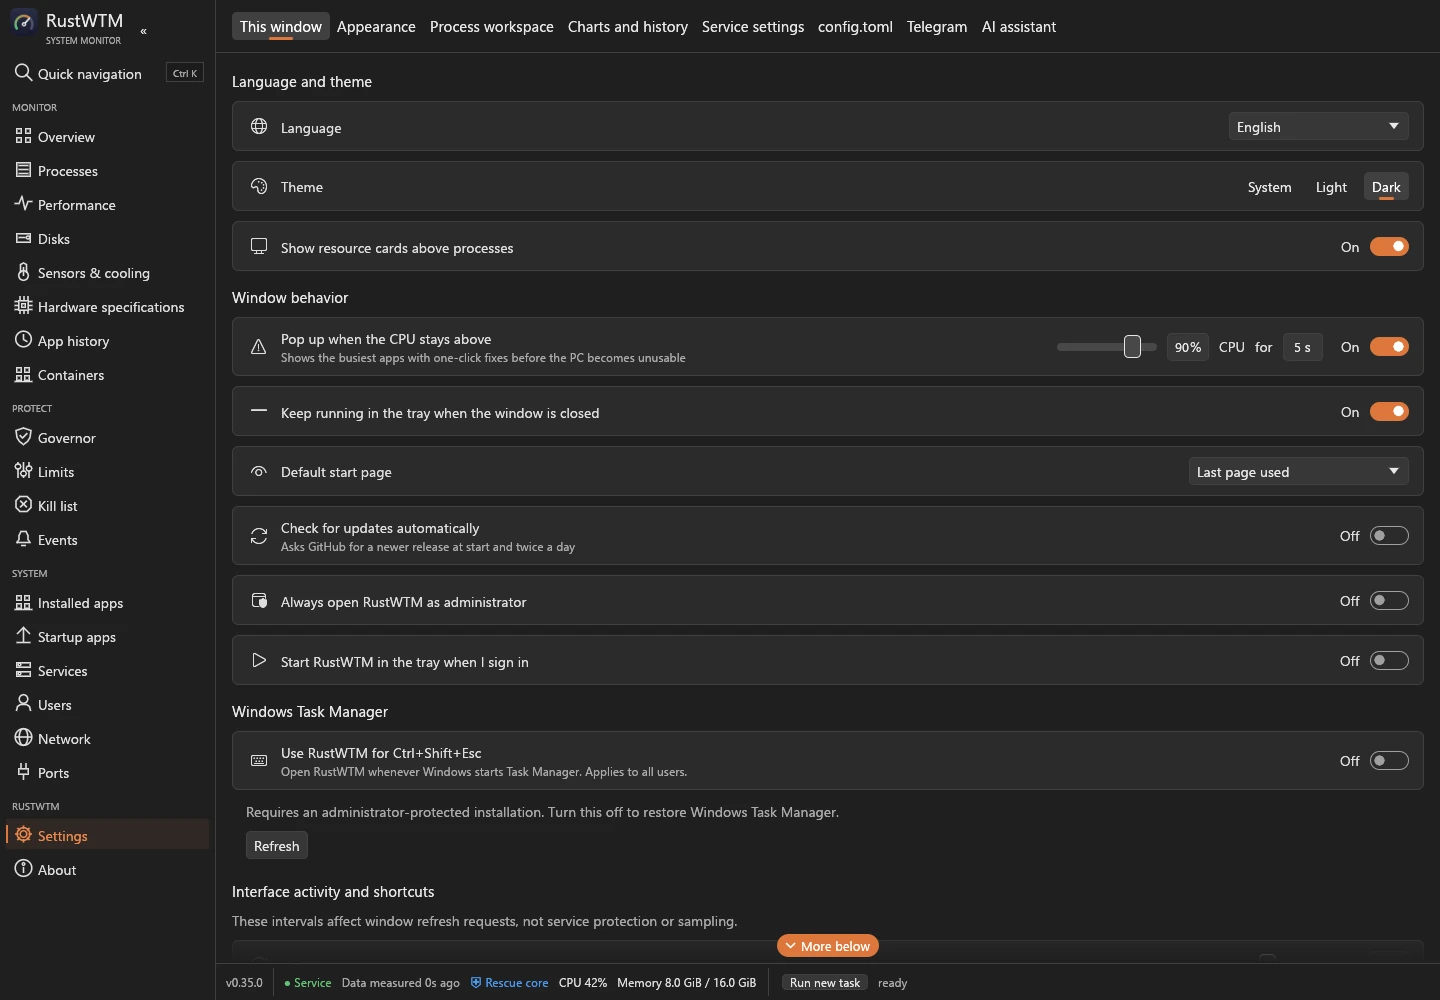 RustWTM
SYSTEM MONITOR
«
Quick navigation
Ctrl K
MONITOR
Overview
Processes
Performance
Disks
Sensors & cooling
Hardware specifications
App history
Containers
PROTECT
Governor
Limits
Kill list
Events
SYSTEM
Installed apps
Startup apps
Services
Users
Network
Ports
RUSTWTM
Settings
About
This window Appearance Process workspace Charts and history Service settings config.toml Telegram AI assistant
Language and theme
Language English
Theme System Light Dark
Show resource cards above processes On
Window behavior
Pop up when the CPU stays above 90% CPU for 5 s On
Shows the busiest apps with one-click fixes before the PC becomes unusable
Keep running in the tray when the window is closed On
Default start page Last page used
Check for updates automatically Off
Asks GitHub for a newer release at start and twice a day
Always open RustWTM as administrator Off
Start RustWTM in the tray when I sign in Off
Windows Task Manager
Use RustWTM for Ctrl+Shift+Esc Off
Open RustWTM whenever Windows starts Task Manager. Applies to all users.
Requires an administrator-protected installation. Turn this off to restore Windows Task Manager.
Refresh
Interface activity and shortcuts
These intervals affect window refresh requests, not service protection or sampling.
More below
v0.35.0 Service Data measured 0s ago Rescue core CPU 42% Memory 8.0 GiB / 16.0 GiB Run new task ready